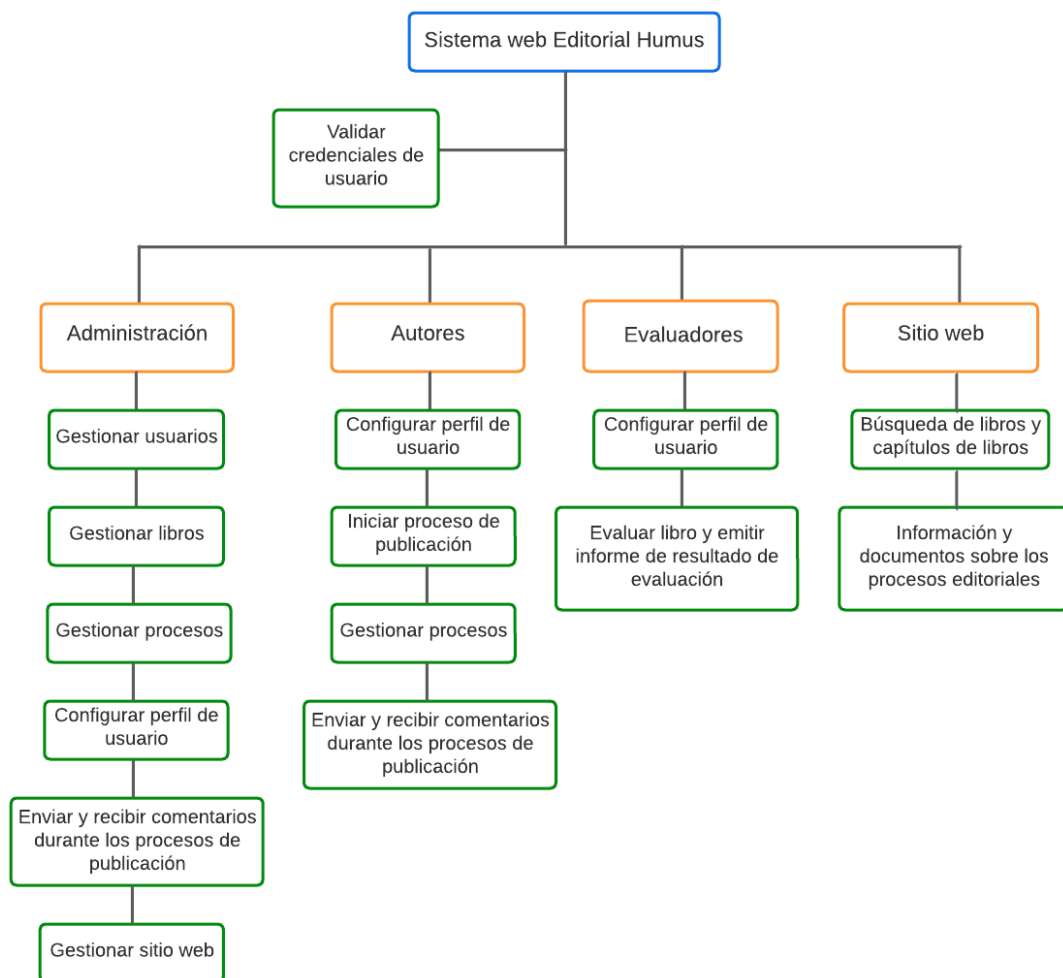 Sistema web Editorial Humus
Validar
credenciales de
usuario
Administración
Autores
Evaluadores
Sitio web
Gestionar usuarios
Configurar perfil de
usuario
Configurar perfil de
usuario
Búsqueda de libros y
capítulos de libros
Gestionar libros
Iniciar proceso de
publicación
Evaluar libro y emitir
informe de resultado de
evaluación
Información y
documentos sobre los
procesos editoriales
Gestionar procesos
Gestionar procesos
Configurar perfil de
usuario
Enviar y recibir comentarios
durante los procesos de
publicación
Enviar y recibir comentarios
durante los procesos de
publicación
Gestionar sitio web